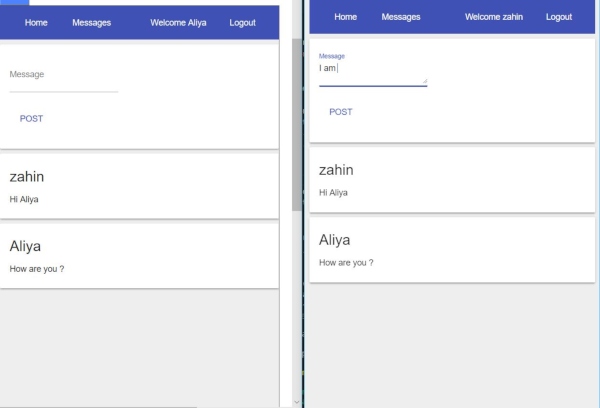 Home Messages Welcome Aliya Logout
Message
POST
zahin
Hi Aliya
Aliya
How are you ?
Home Messages Welcome zahin Logout
Message
I am
POST
zahin
Hi Aliya
Aliya
How are you ?